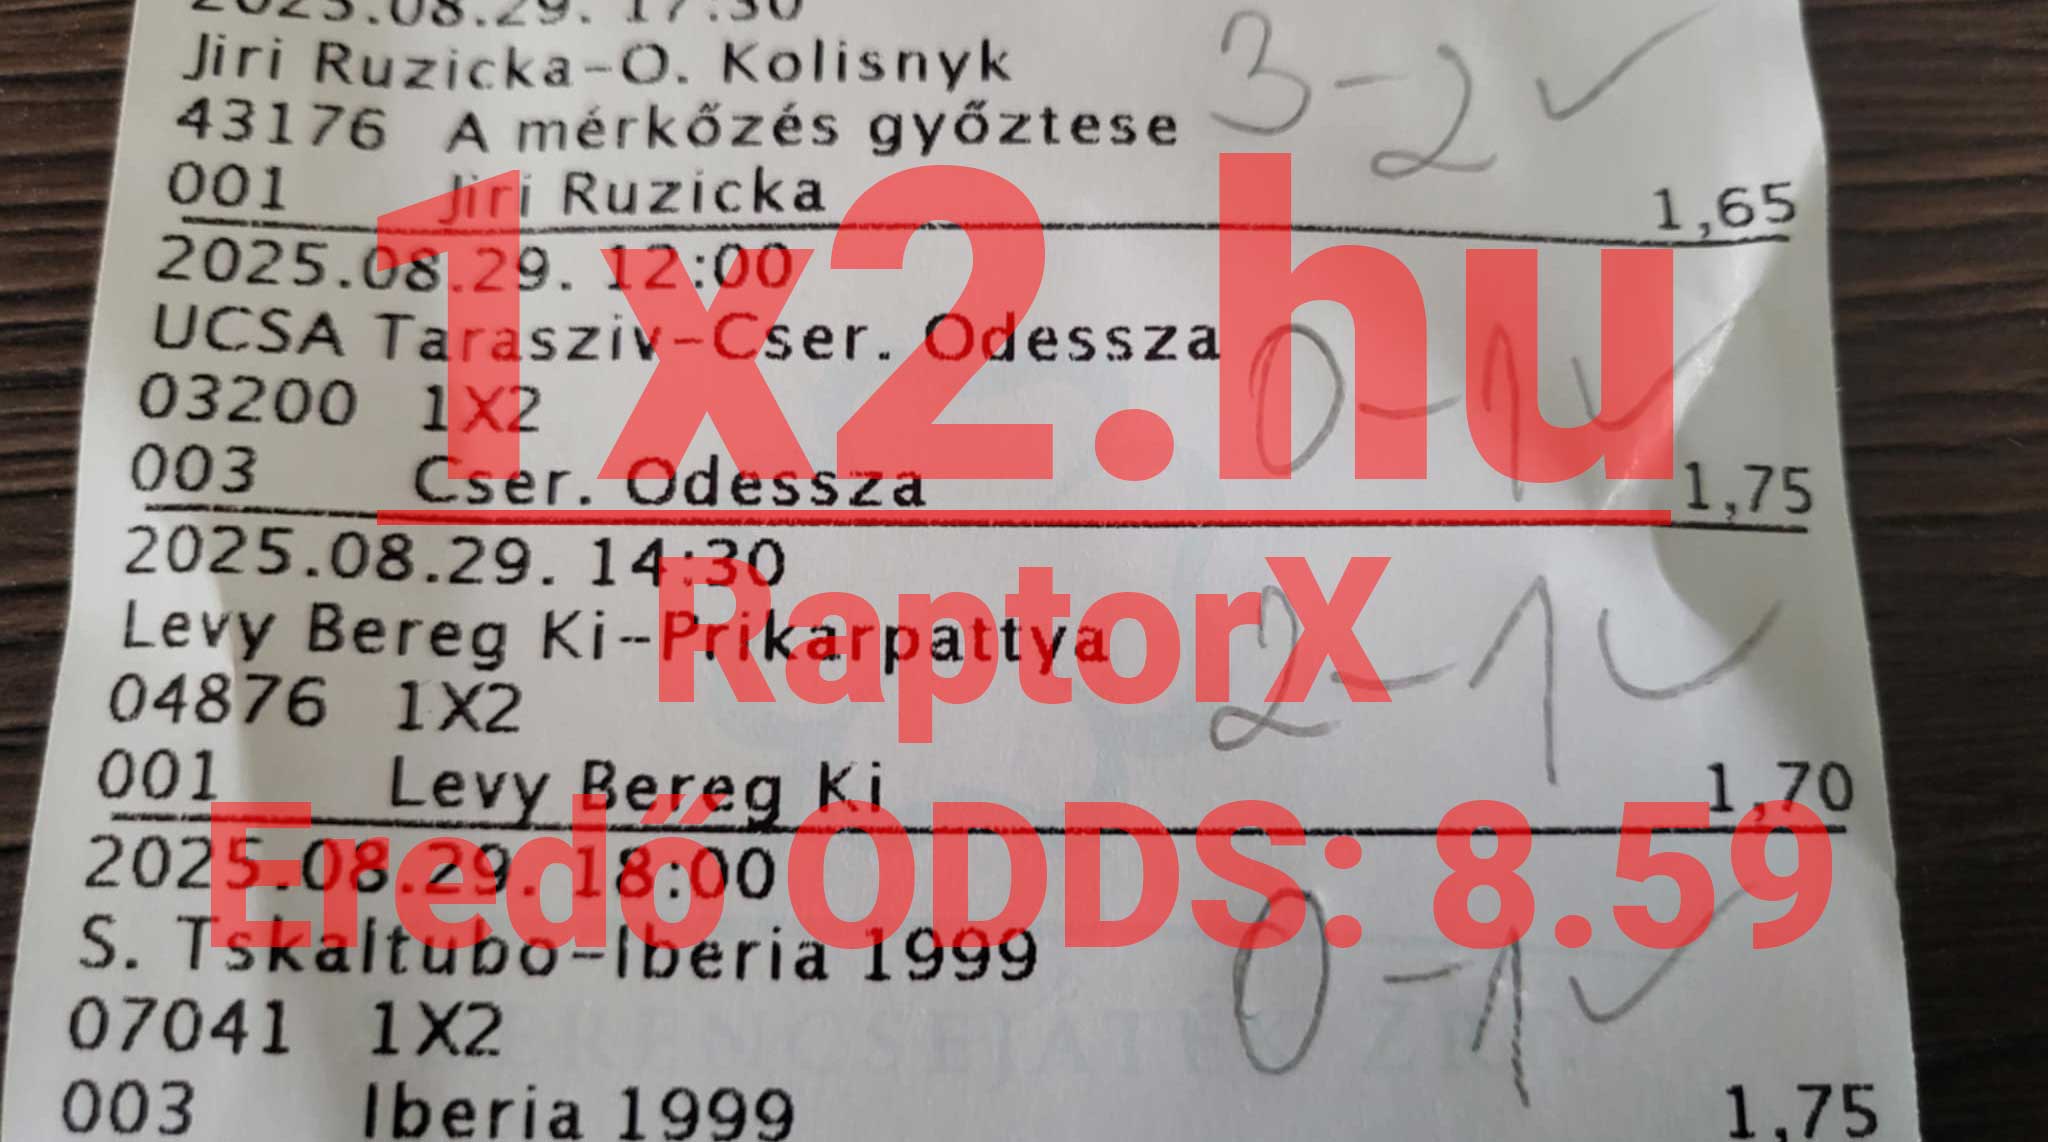 2025.08.29. 17:30
Jiri Ruzicka-O. Kolisnyk
43176 A mérkőzés győztese
3-2 ✓
001 Jiri Ruzicka 1,65
2025.08.29. 12:00
UCSA Tarasziv-Cser. Odessza
03200 1X2
0-1 ✓
003 Cser. Odessza 1,75
2025.08.29. 14:30
Levy Bereg Ki-Prikarpattya
04876 1X2
2-1 ✓
001 Levy Bereg Ki 1,70
2025.08.29. 18:00
S. Tskaltubo-Iberia 1999
07041 1X2
0-1 ✓
003 Iberia 1999 1,75
1x2.hu
RaptorX
Eredő ODDS: 8.59